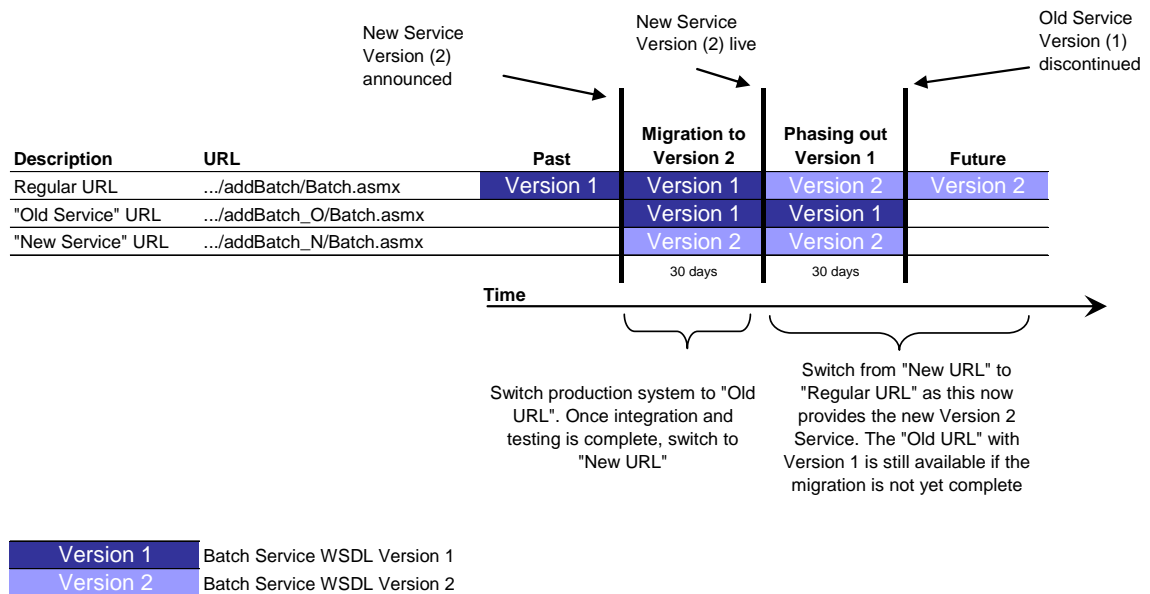 New Service
Version (2)
announced
New Service
Version (2) live
Old Service
Version (1)
discontinued
Description URL Past Migration to Version 2 Phasing out Version 1 Future
Regular URL .../addBatch/Batch.asmx Version 1 Version 1 Version 2 Version 2
"Old Service" URL .../addBatch_O/Batch.asmx Version 1 Version 1
"New Service" URL .../addBatch_N/Batch.asmx Version 2 Version 2
30 days 30 days
Time
Switch production system to "Old
URL". Once integration and
testing is complete, switch to
"New URL"
Switch from "New URL" to
"Regular URL" as this now
provides the new Version 2
Service. The "Old URL" with
Version 1 is still available if the
migration is not yet complete
Version 1 Batch Service WSDL Version 1
Version 2 Batch Service WSDL Version 2